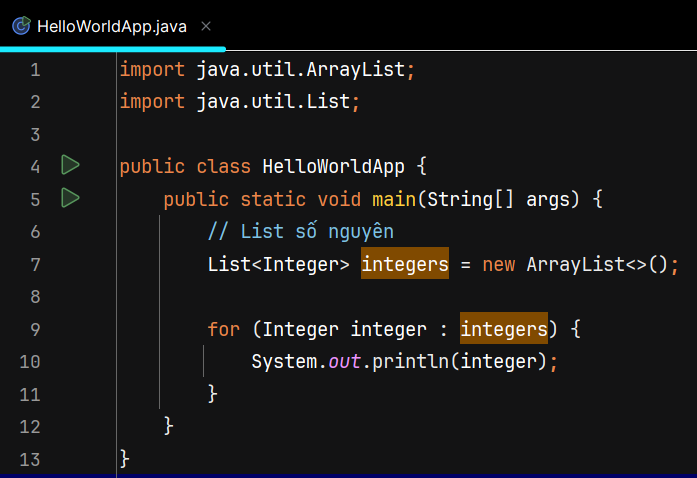 HelloWorldApp.java
1 import java.util.ArrayList;
2 import java.util.List;
3
4 public class HelloWorldApp {
5 public static void main(String[] args) {
6 // List số nguyên
7 List<Integer> integers = new ArrayList<>();
8
9 for (Integer integer : integers) {
10 System.out.println(integer);
11 }
12 }
13 }